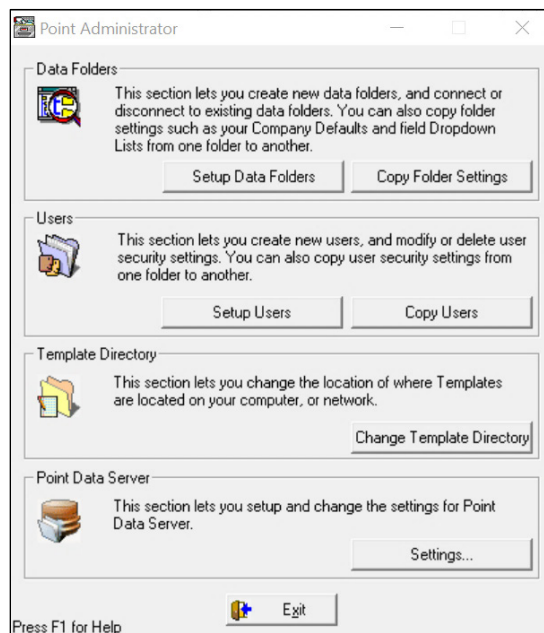 Point Administrator
Data Folders
This section lets you create new data folders, and connect or
disconnect to existing data folders. You can also copy folder
settings such as your Company Defaults and field Dropdown
Lists from one folder to another.
Setup Data Folders Copy Folder Settings
Users
This section lets you create new users, and modify or delete user
security settings. You can also copy user security settings from
one folder to another.
Setup Users Copy Users
Template Directory
This section lets you change the location of where Templates
are located on your computer, or network.
Change Template Directory
Point Data Server
This section lets you setup and change the settings for Point
Data Server.
Settings...
Exit
Press F1 for Help